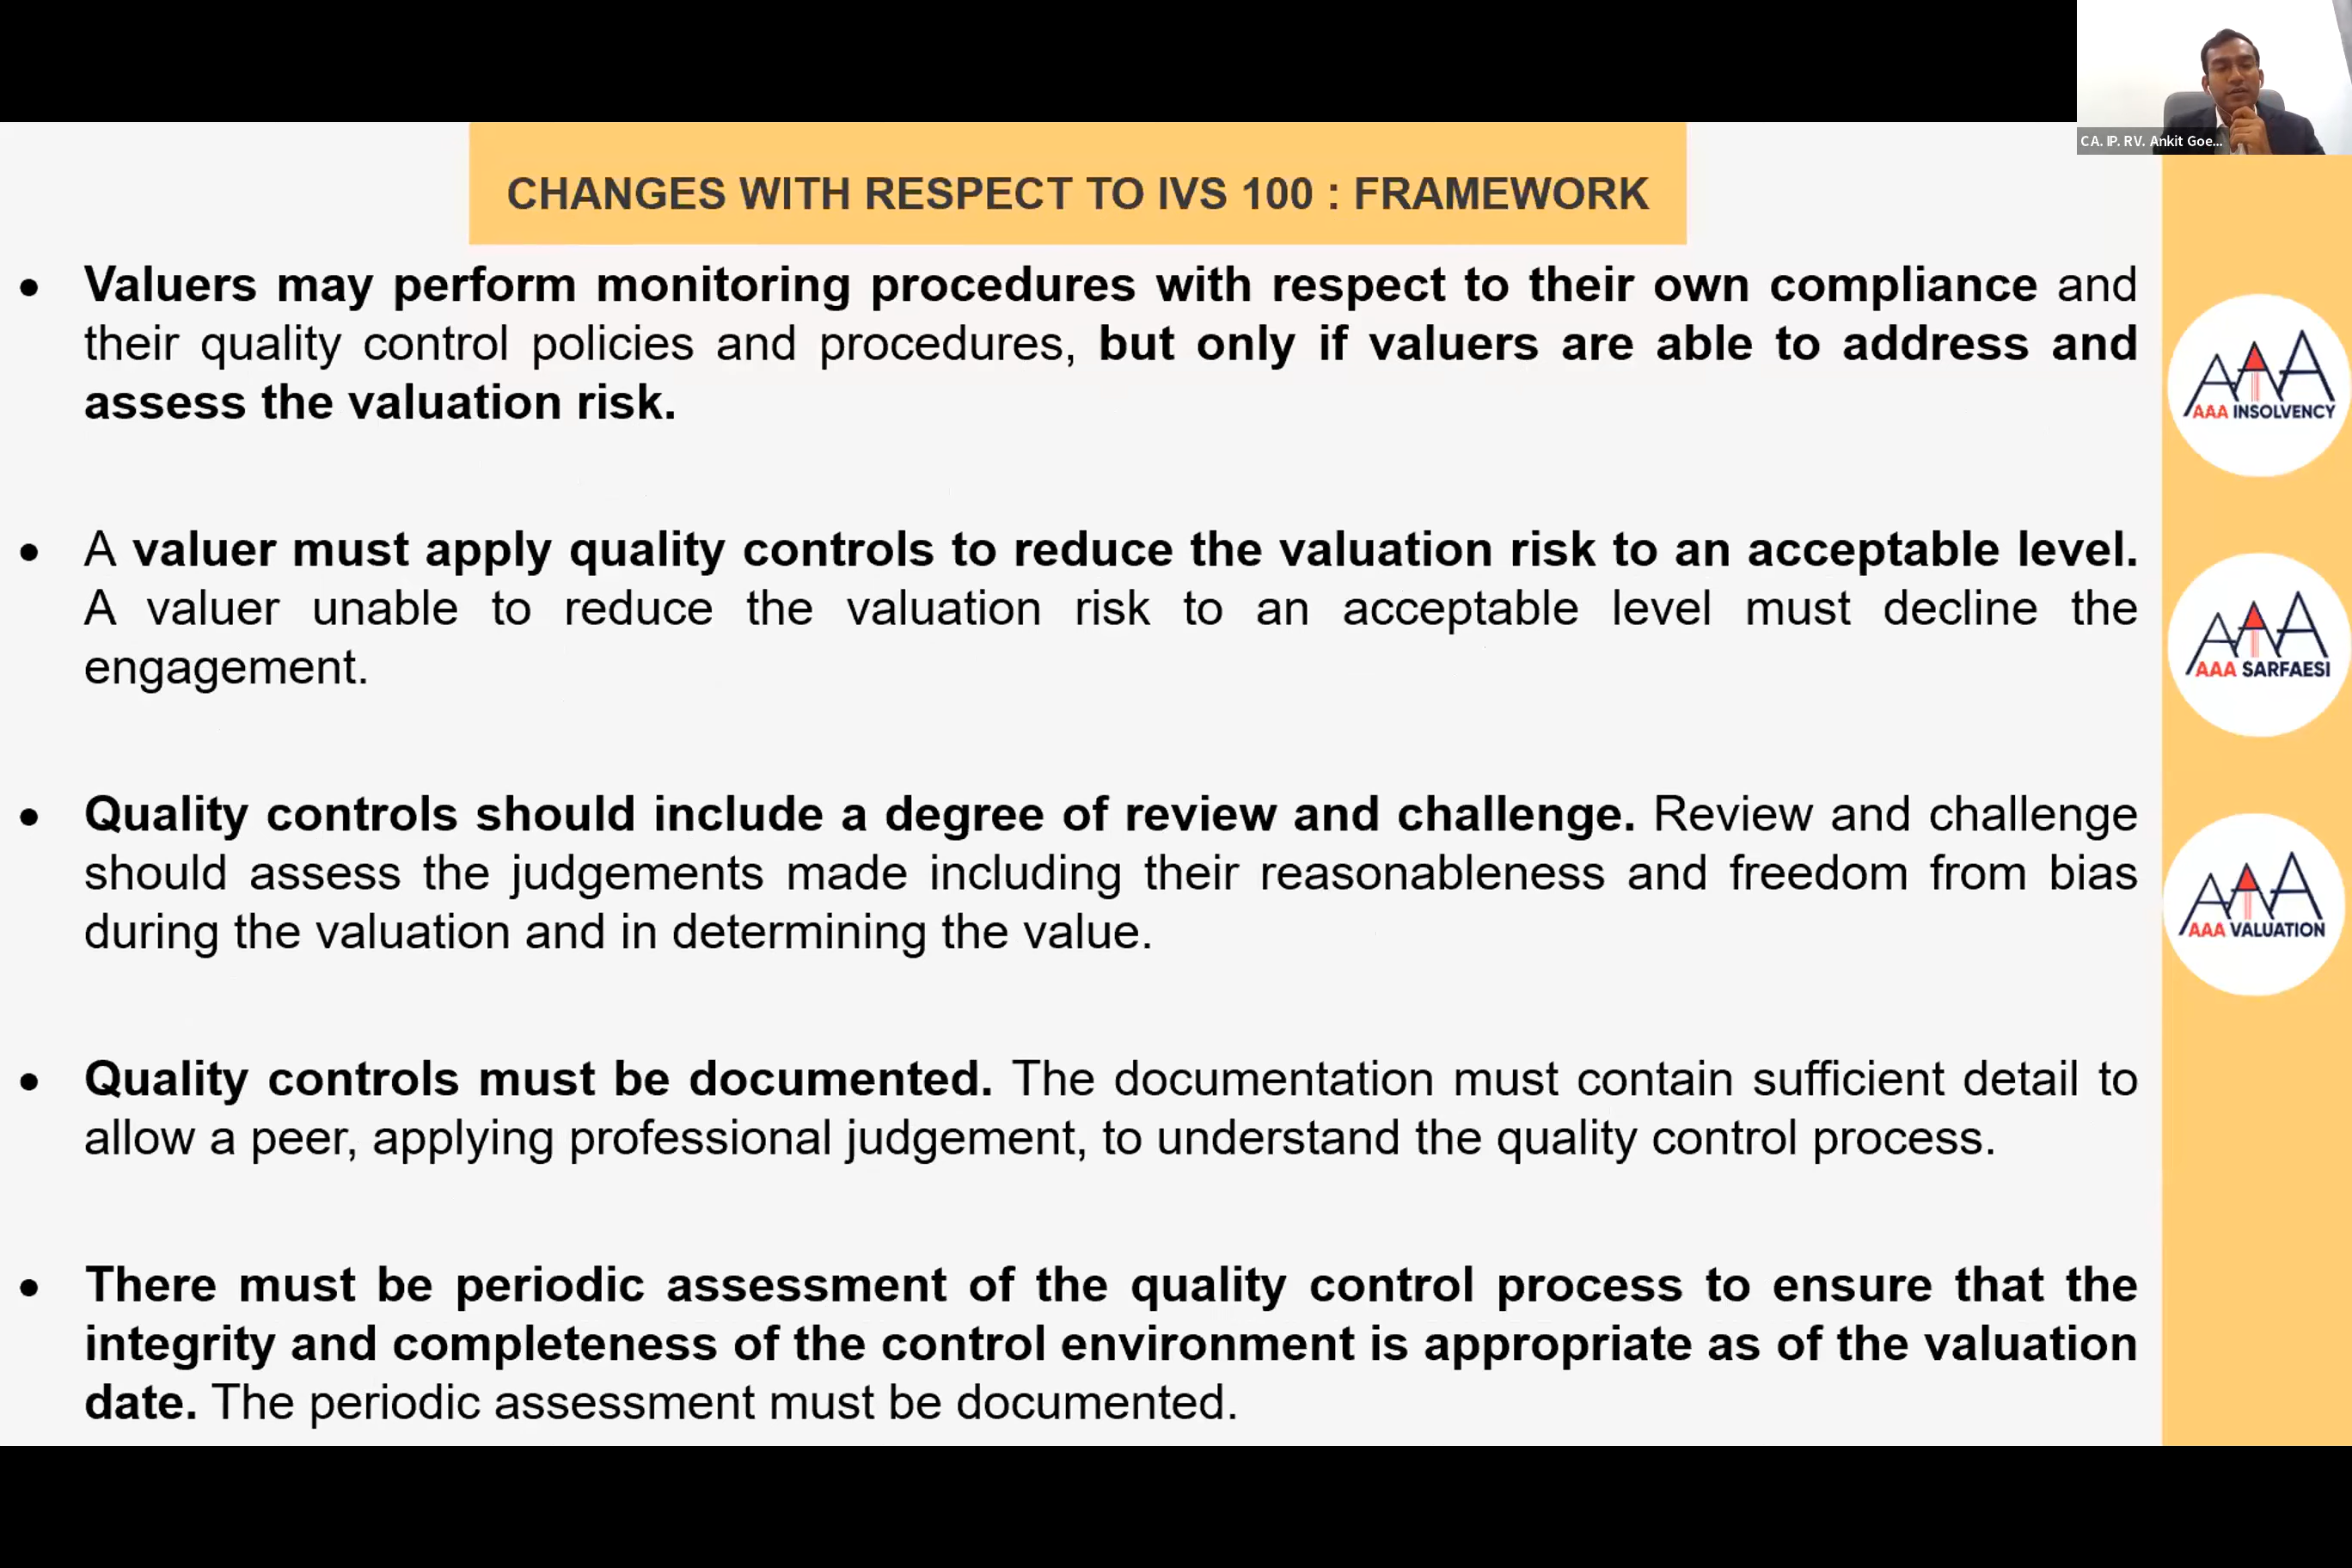 CA. IP. RV. Ankit Goe...
CHANGES WITH RESPECT TO IVS 100 : FRAMEWORK
• Valuers may perform monitoring procedures with respect to their own compliance and
their quality control policies and procedures, but only if valuers are able to address and
assess the valuation risk.
• A valuer must apply quality controls to reduce the valuation risk to an acceptable level.
A valuer unable to reduce the valuation risk to an acceptable level must decline the
engagement.
• Quality controls should include a degree of review and challenge. Review and challenge
should assess the judgements made including their reasonableness and freedom from bias
during the valuation and in determining the value.
• Quality controls must be documented. The documentation must contain sufficient detail to
allow a peer, applying professional judgement, to understand the quality control process.
• There must be periodic assessment of the quality control process to ensure that the
integrity and completeness of the control environment is appropriate as of the valuation
date. The periodic assessment must be documented.
AAA
AAA INSOLVENCY
AAA
AAA SARFAESI
AAA
AAA VALUATION